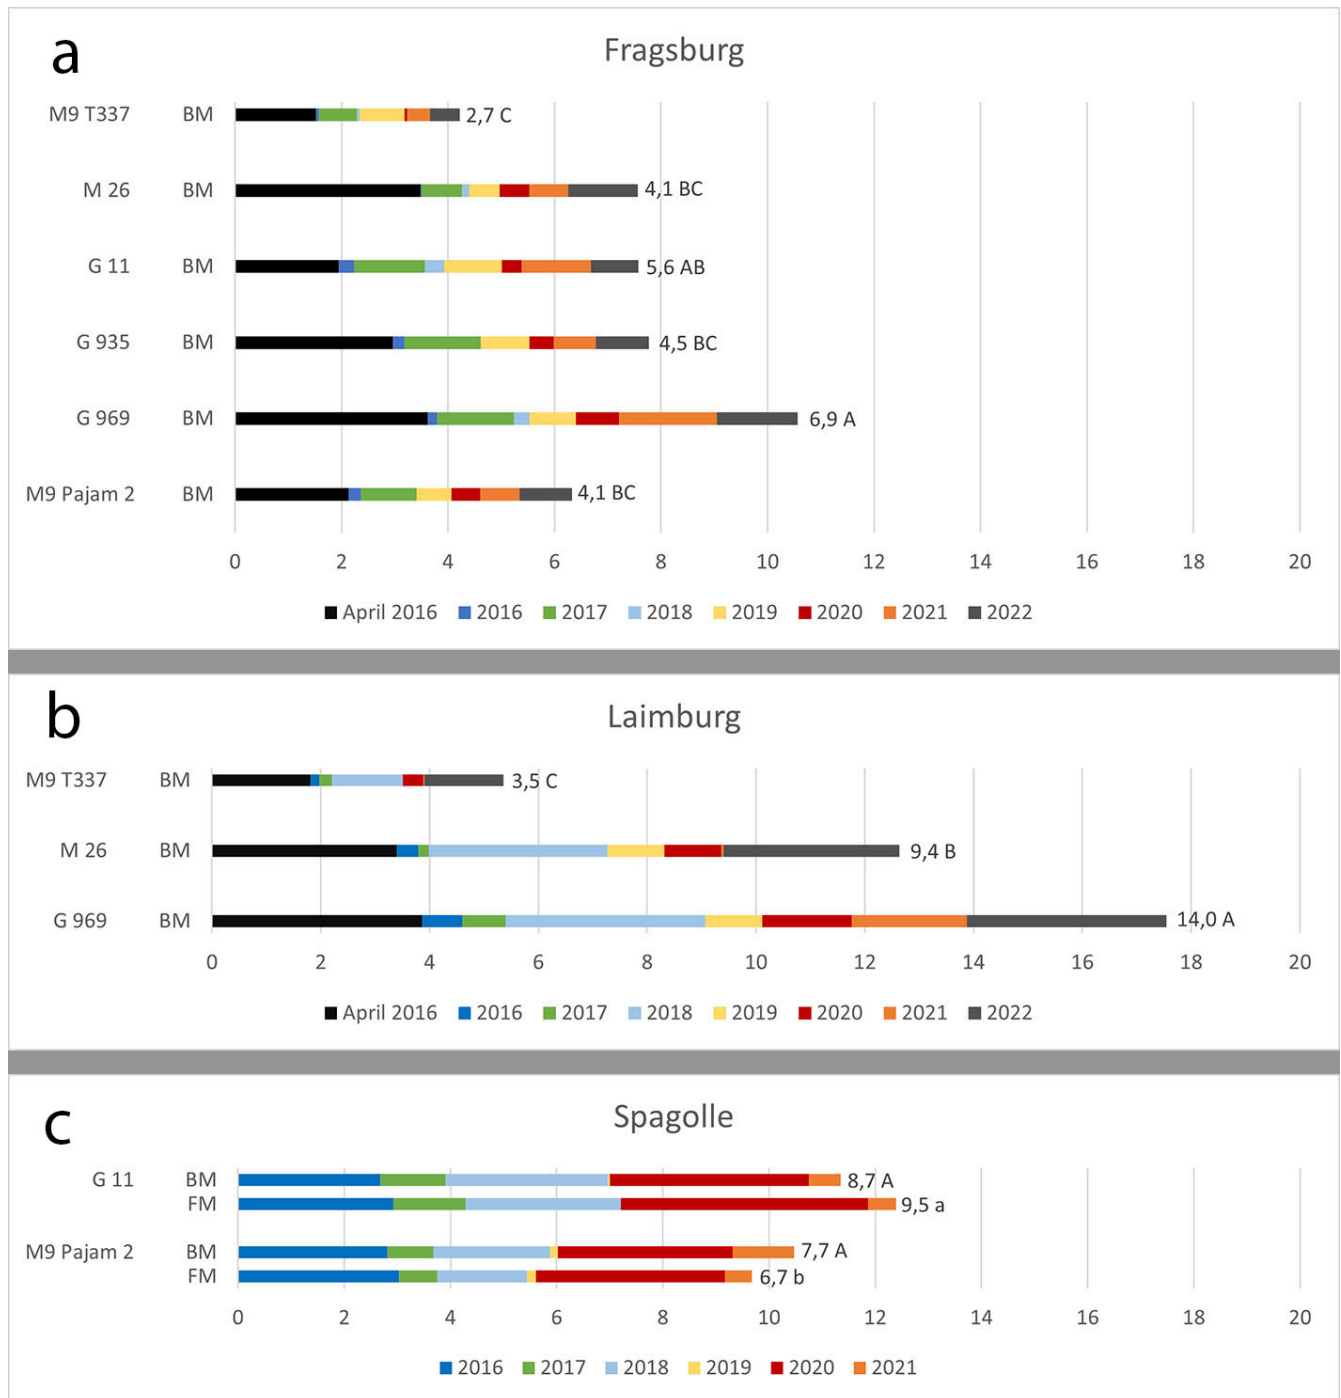 a
Fragsburg
M9 T337 BM 2,7 C
M 26 BM 4,1 BC
G 11 BM 5,6 AB
G 935 BM 4,5 BC
G 969 BM 6,9 A
M9 Pajam 2 BM 4,1 BC
0 2 4 6 8 10 12 14 16 18 20
April 2016 2016 2017 2018 2019 2020 2021 2022
b
Laimburg
M9 T337 BM 3,5 C
M 26 BM 9,4 B
G 969 BM 14,0 A
0 2 4 6 8 10 12 14 16 18 20
April 2016 2016 2017 2018 2019 2020 2021 2022
c
Spagolle
G 11 BM 8,7 A
FM 9,5 a
M9 Pajam 2 BM 7,7 A
FM 6,7 b
0 2 4 6 8 10 12 14 16 18 20
2016 2017 2018 2019 2020 2021